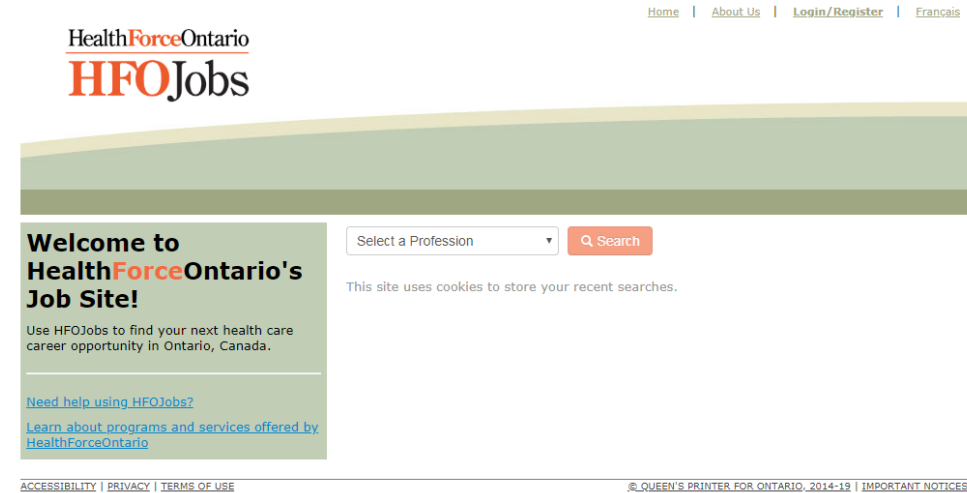 Home | About Us | Login/Register | Français
HealthForceOntario
HFOJobs
Welcome to
HealthForceOntario's
Job Site!
Use HFOJobs to find your next health care
career opportunity in Ontario, Canada.
Need help using HFOJobs?
Learn about programs and services offered by
HealthForceOntario
Select a Profession
Search
This site uses cookies to store your recent searches.
ACCESSIBILITY | PRIVACY | TERMS OF USE
© QUEEN'S PRINTER FOR ONTARIO, 2014-19 | IMPORTANT NOTICES